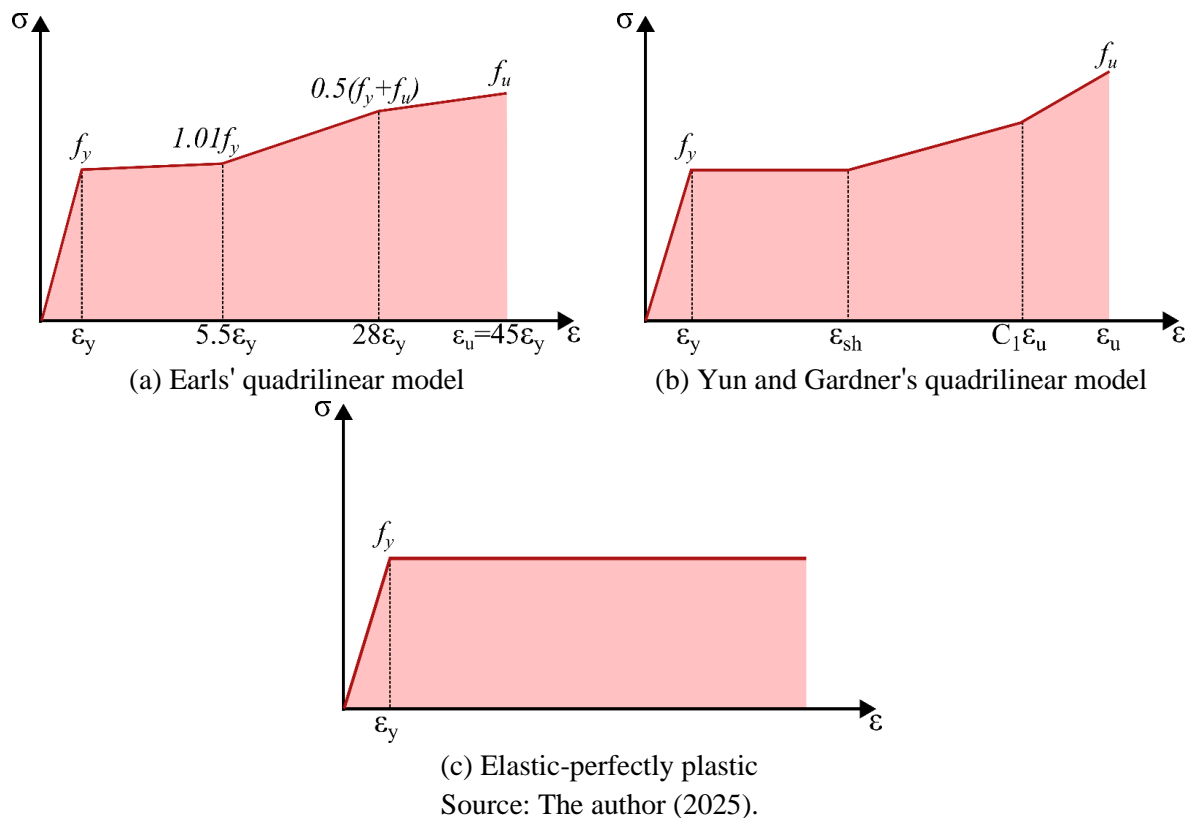 σ
f_y
1.01f_y
0.5(f_y+f_u)
f_u
ε_y
5.5ε_y
28ε_y
ε_u=45ε_y
ε
(a) Earls' quadrilinear model
σ
f_y
f_u
ε_y
ε_sh
C_1ε_u
ε_u
ε
(b) Yun and Gardner's quadrilinear model
σ
f_y
ε_y
ε
(c) Elastic-perfectly plastic
Source: The author (2025).